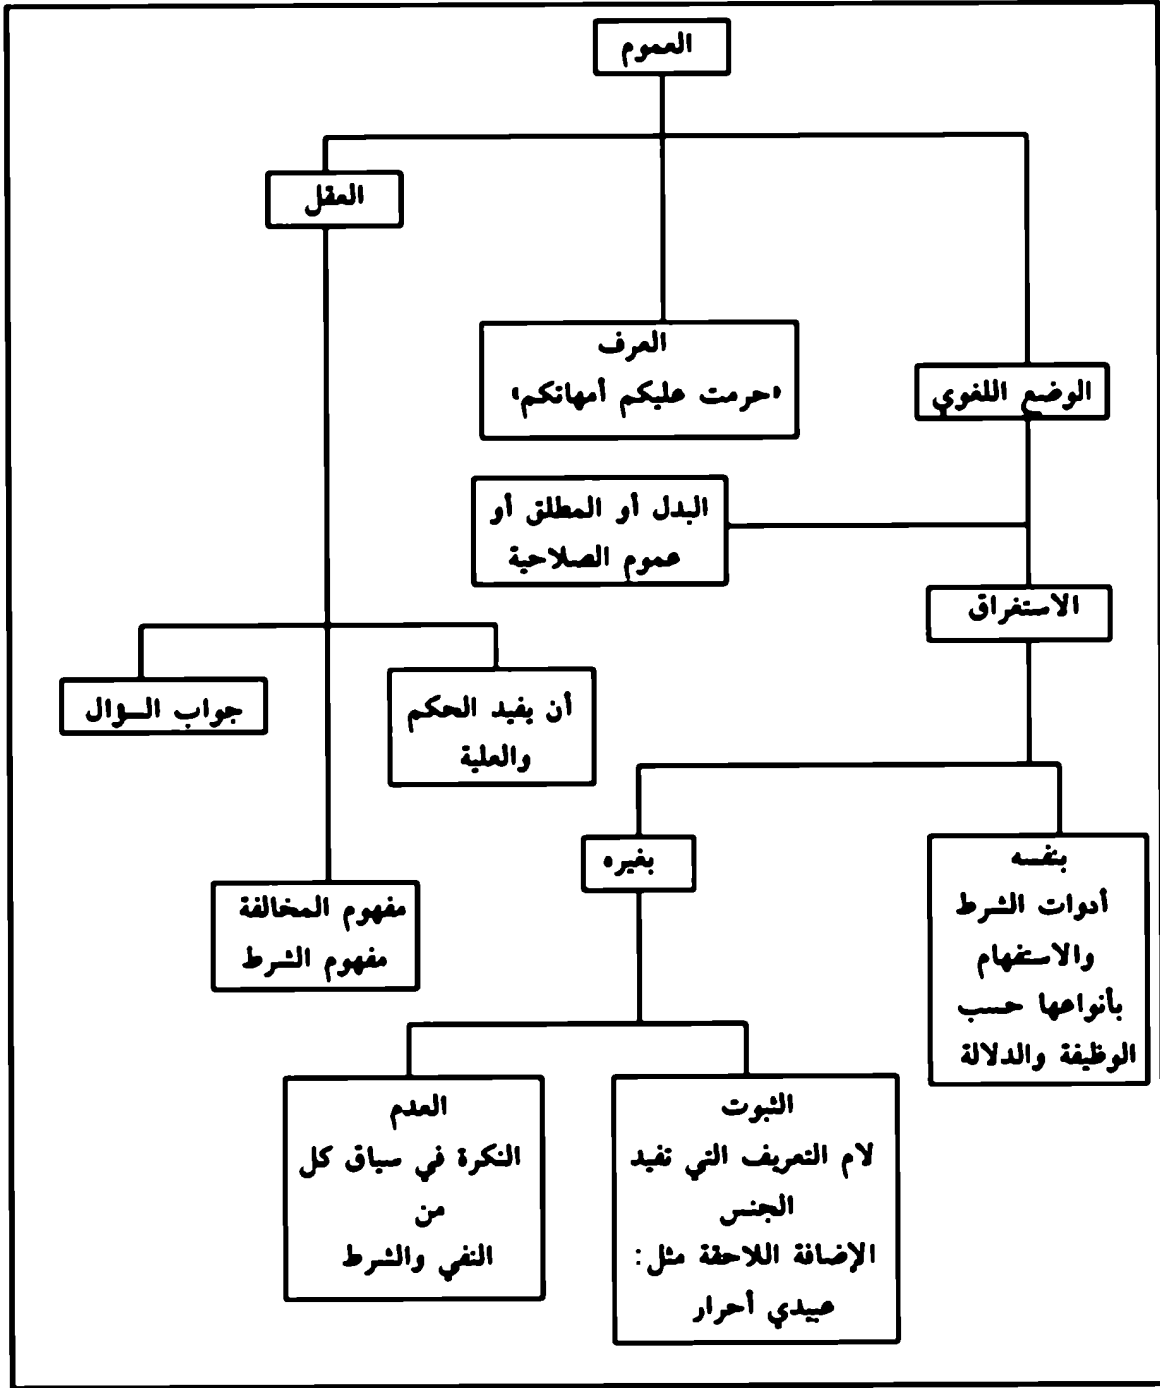 العموم
العقل
العرف
«حرمت عليكم أمهاتكم»
الوضع اللغوي
البدل أو المطلق أو
عموم الصلاحية
الاستغراق
جواب السؤال
أن يفيد الحكم
والعلية
مفهوم المخالفة
مفهوم الشرط
بغيره
بنفسه
أدوات الشرط
والاستفهام
بأنواعها حسب
الوظيفة والدلالة
العدم
النكرة في سياق كل
من
النفي والشرط
الثبوت
لام التعريف التي تفيد
الجنس
الإضافة اللاحقة مثل:
عبيدي أحرار